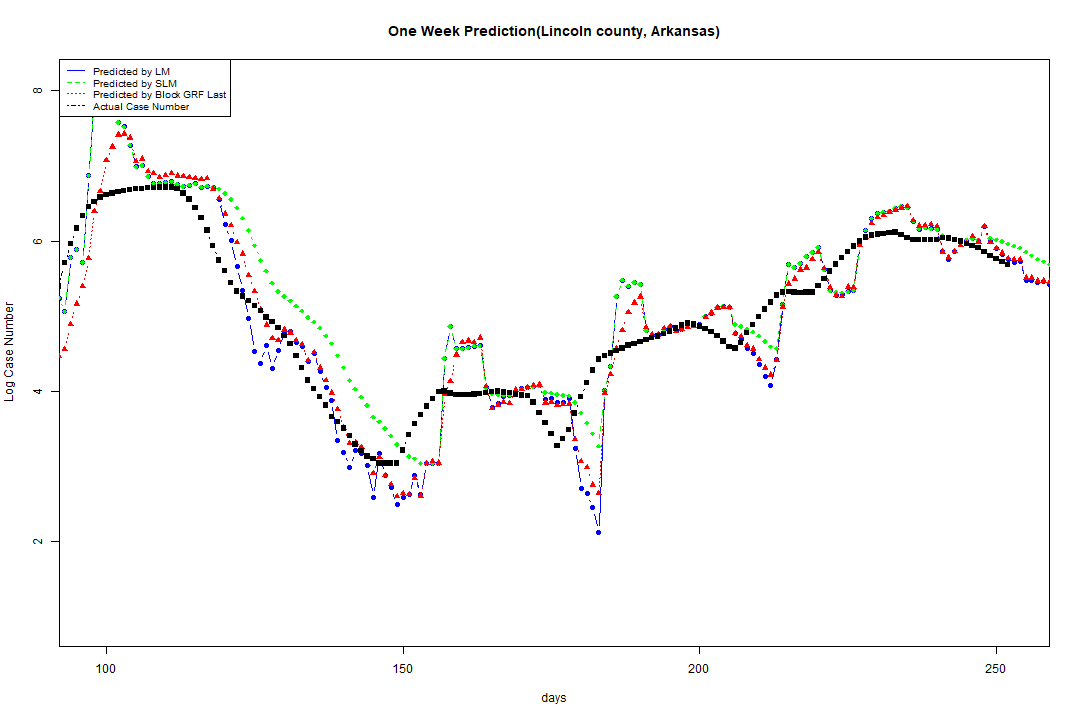 One Week Prediction(Lincoln county, Arkansas)
Predicted by LM
Predicted by SLM
Predicted by Block GRF Last
Actual Case Number
8
6
4
2
Log Case Number
100 150 200 250
days